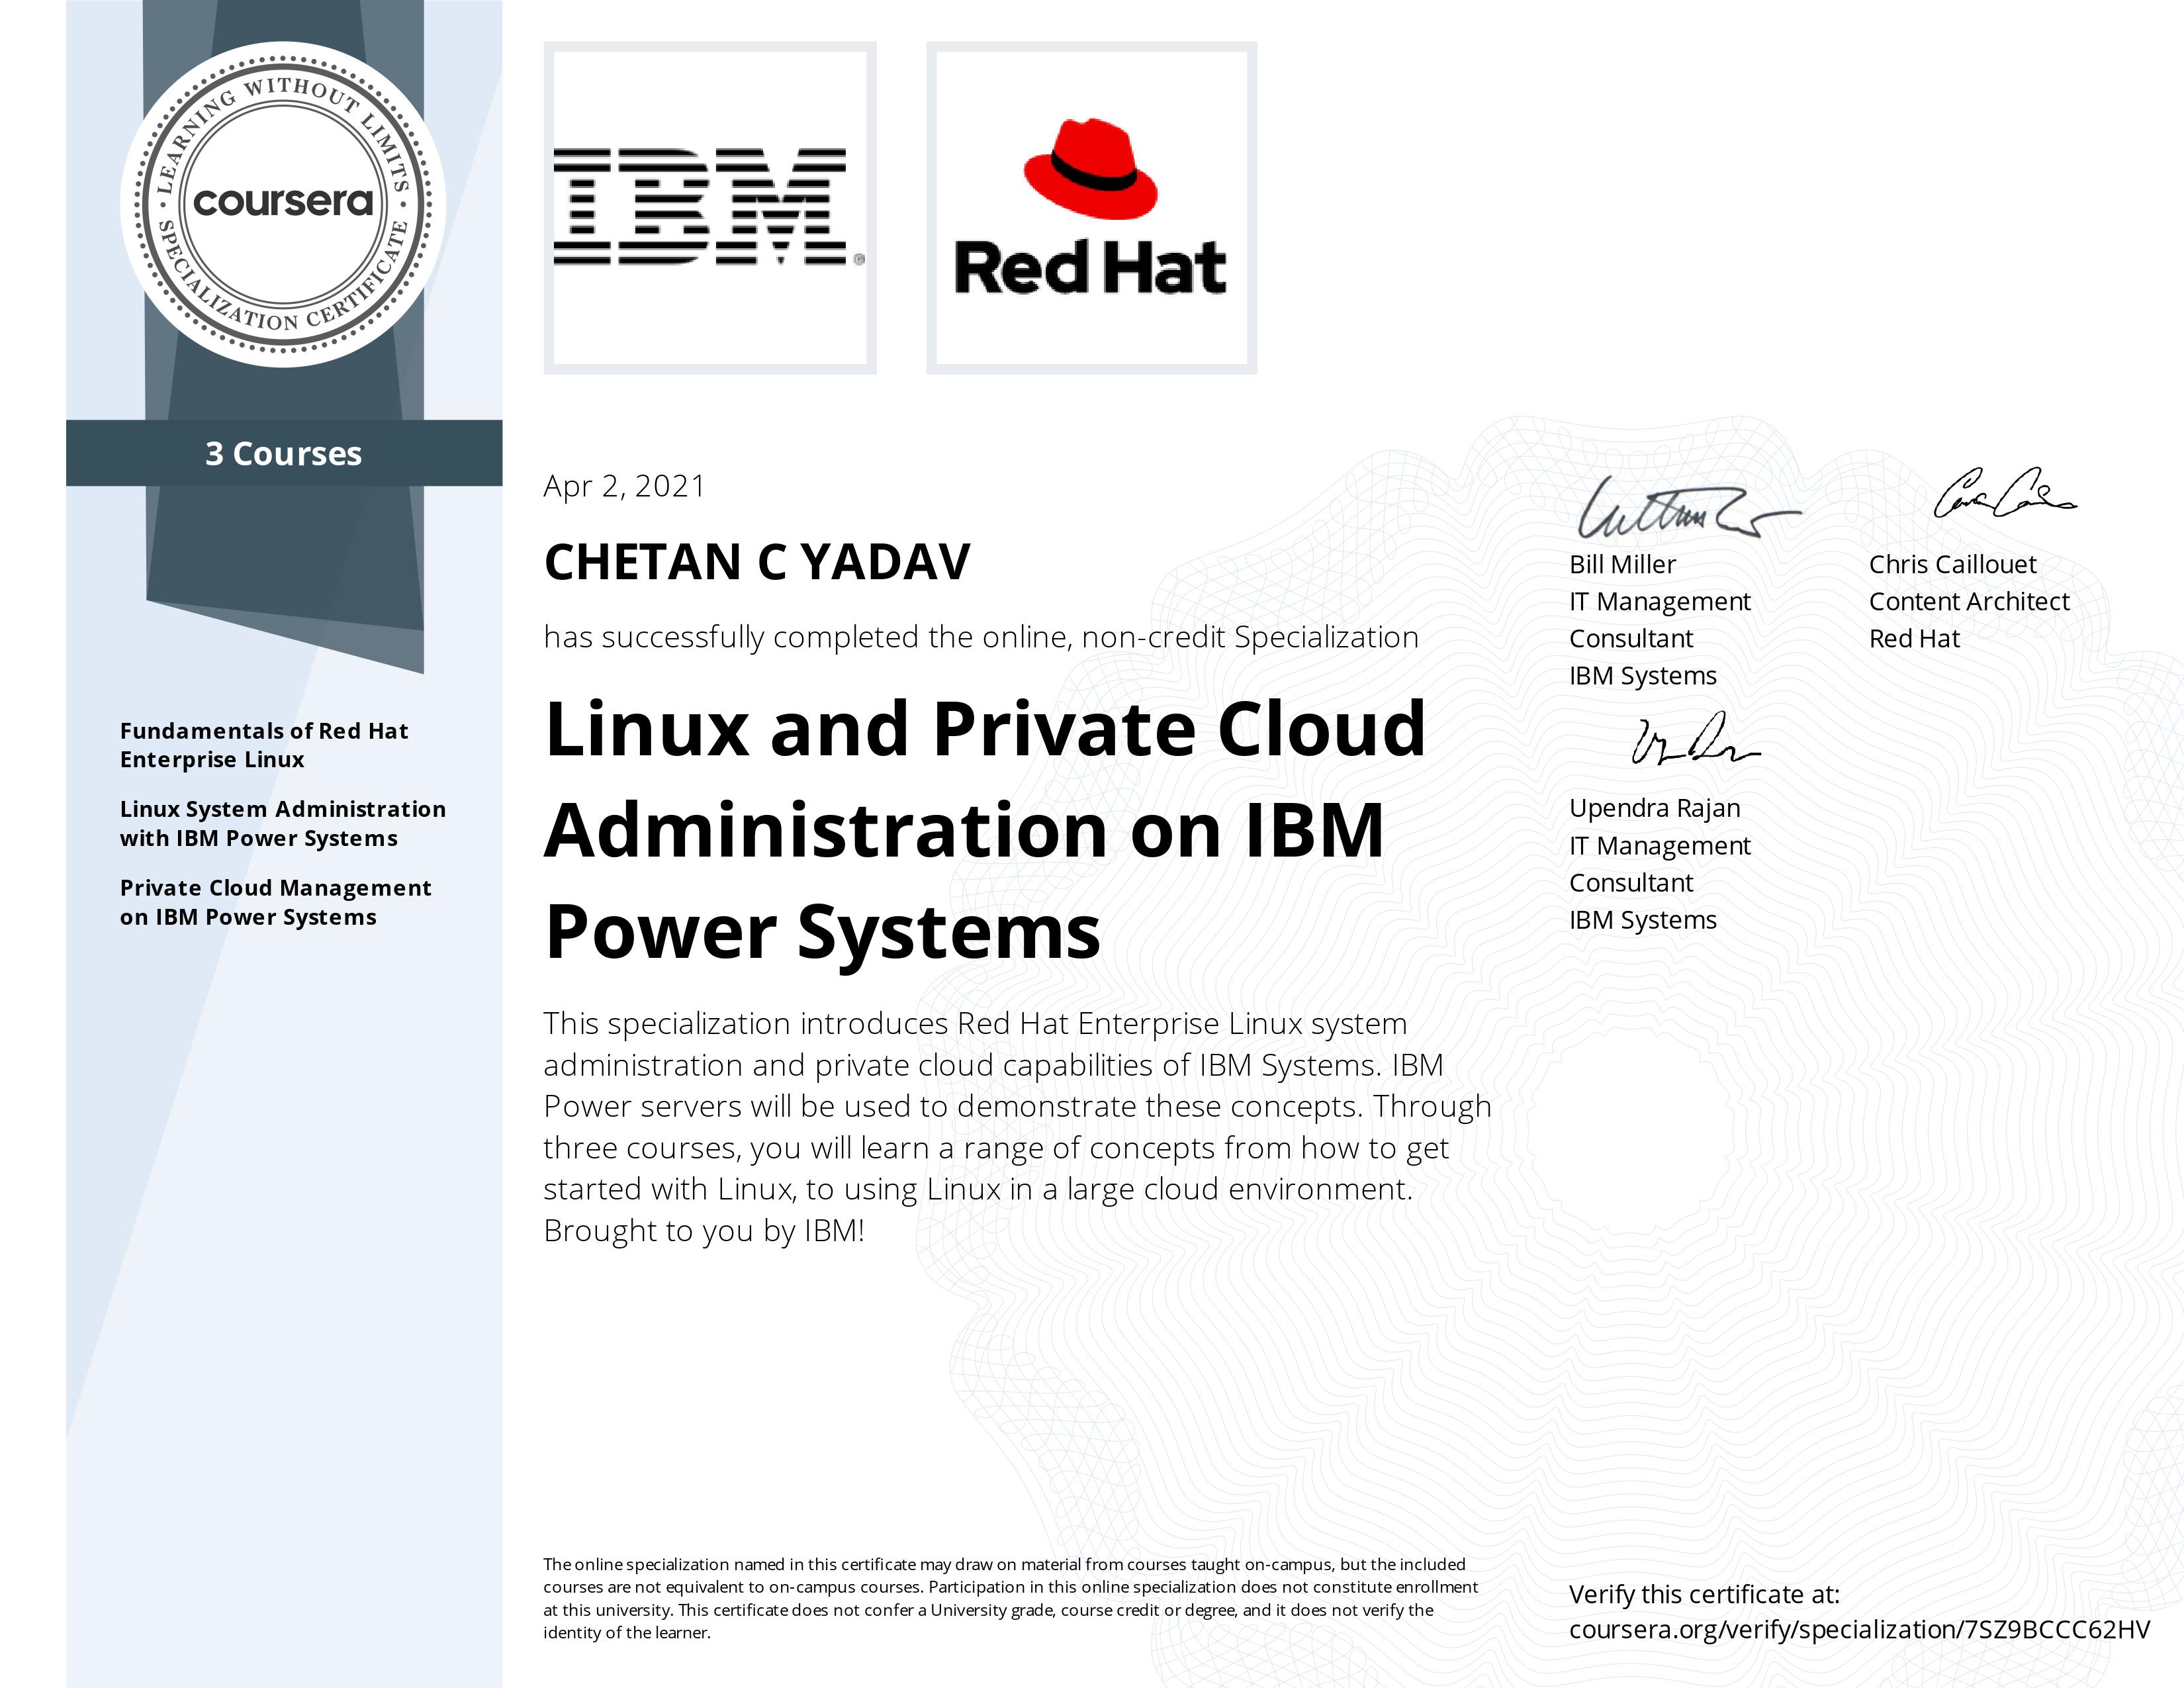 LEARNING WITHOUT LIMITS
coursera
SPECIALIZATION CERTIFICATE
3 Courses
Fundamentals of Red Hat
Enterprise Linux
Linux System Administration
with IBM Power Systems
Private Cloud Management
on IBM Power Systems
IBM®
Red Hat
Apr 2, 2021
CHETAN C YADAV
has successfully completed the online, non-credit Specialization
Linux and Private Cloud
Administration on IBM
Power Systems
This specialization introduces Red Hat Enterprise Linux system
administration and private cloud capabilities of IBM Systems. IBM
Power servers will be used to demonstrate these concepts. Through
three courses, you will learn a range of concepts from how to get
started with Linux, to using Linux in a large cloud environment.
Brought to you by IBM!
Bill Miller
IT Management
Consultant
IBM Systems
Chris Caillouet
Content Architect
Red Hat
Upendra Rajan
IT Management
Consultant
IBM Systems
The online specialization named in this certificate may draw on material from courses taught on-campus, but the included
courses are not equivalent to on-campus courses. Participation in this online specialization does not constitute enrollment
at this university. This certificate does not confer a University grade, course credit or degree, and it does not verify the
identity of the learner.
Verify this certificate at:
coursera.org/verify/specialization/7SZ9BCCC62HV